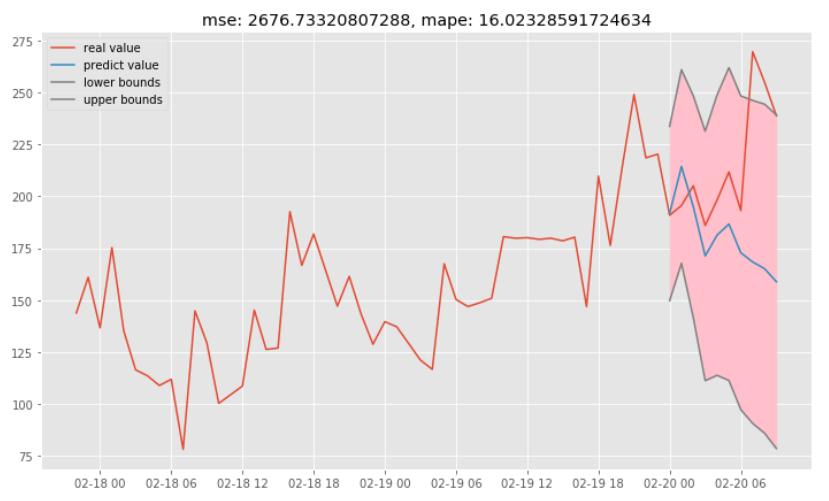 mse: 2676.73320807288, mape: 16.02328591724634
real value
predict value
lower bounds
upper bounds
275
250
225
200
175
150
125
100
75
02-18 00 02-18 06 02-18 12 02-18 18 02-19 00 02-19 06 02-19 12 02-19 18 02-20 00 02-20 06